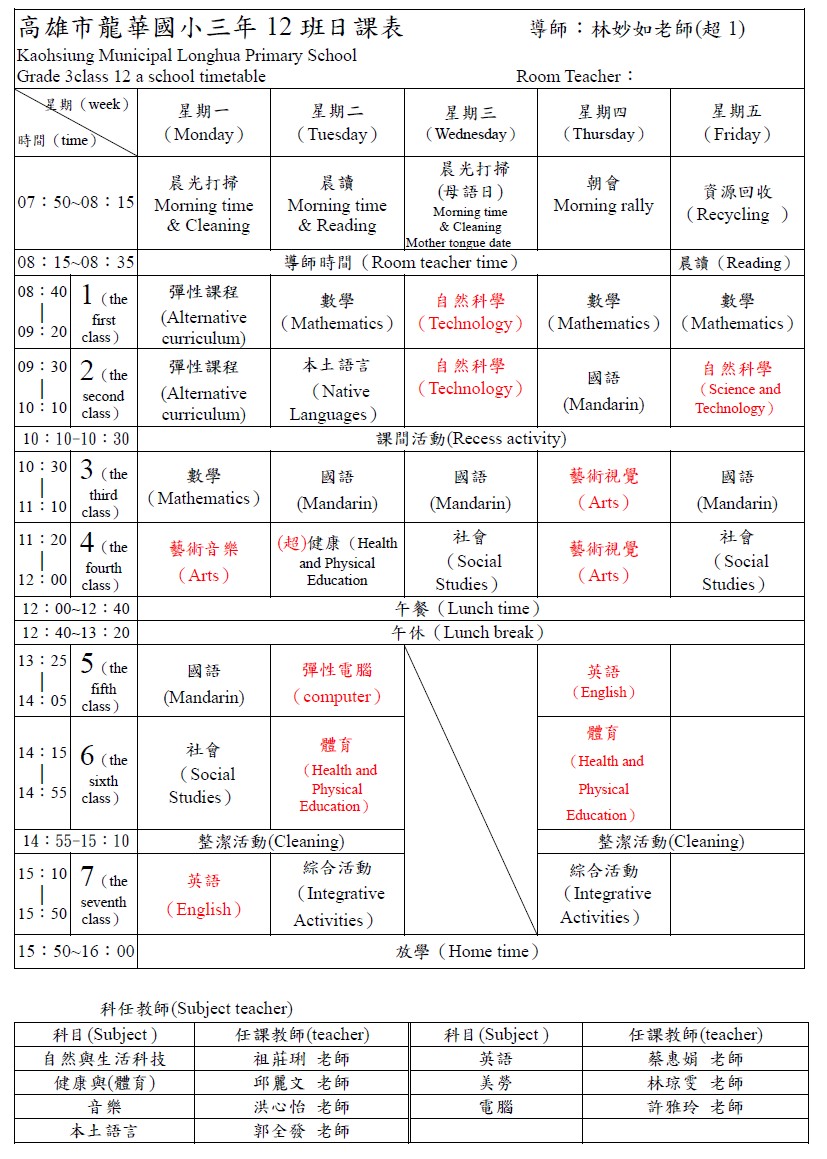 高雄市龍華國小三年 12 班日課表 導師：林妙如老師(超 1)
Kaohsiung Municipal Longhua Primary School
Grade 3class 12 a school timetable Room Teacher：
星期（week）
時間（time）
星期一
（Monday）
星期二
（Tuesday）
星期三
（Wednesday）
星期四
（Thursday）
星期五
（Friday）
07：50~08：15
晨光打掃
Morning time
& Cleaning
晨讀
Morning time
& Reading
晨光打掃
(母語日)
Morning time
& Cleaning
Mother tongue date
朝會
Morning rally
資源回收
（Recycling ）
08：15~08：35 導師時間（Room teacher time） 晨讀（Reading）
08：40
|
09：20
1（the
first
class）
彈性課程
(Alternative
curriculum)
數學
（Mathematics）
自然科學
（Technology）
數學
（Mathematics）
數學
（Mathematics）
09：30
|
10：10
2（the
second
class）
彈性課程
(Alternative
curriculum)
本土語言
（Native
Languages）
自然科學
（Technology）
國語
(Mandarin)
自然科學
（Science and
Technology）
10：10-10：30 課間活動(Recess activity)
10：30
|
11：10
3（the
third
class）
數學
（Mathematics）
國語
(Mandarin)
國語
(Mandarin)
藝術視覺
（Arts）
國語
(Mandarin)
11：20
|
12：00
4（the
fourth
class）
藝術音樂
（Arts）
(超)健康（Health
and Physical
Education
社會
（Social
Studies）
藝術視覺
（Arts）
社會
（Social
Studies）
12：00~12：40 午餐（Lunch time）
12：40~13：20 午休（Lunch break）
13：25
|
14：05
5（the
fifth
class）
國語
(Mandarin)
彈性電腦
（computer）
英語
（English）
14：15
|
14：55
6（the
sixth
class）
社會
（Social
Studies）
體育
（Health and
Physical
Education）
體育
（Health and
Physical
Education）
14：55-15：10 整潔活動(Cleaning) 整潔活動(Cleaning)
15：10
|
15：50
7（the
seventh
class）
英語
（English）
綜合活動
（Integrative
Activities）
綜合活動
（Integrative
Activities）
15：50~16：00 放學（Home time）
科任教師(Subject teacher)
科目(Subject ) 任課教師(teacher) 科目(Subject ) 任課教師(teacher)
自然與生活科技 祖莊琍 老師 英語 蔡惠娟 老師
健康與(體育) 邱麗文 老師 美勞 林琼雯 老師
音樂 洪心怡 老師 電腦 許雅玲 老師
本土語言 郭全發 老師